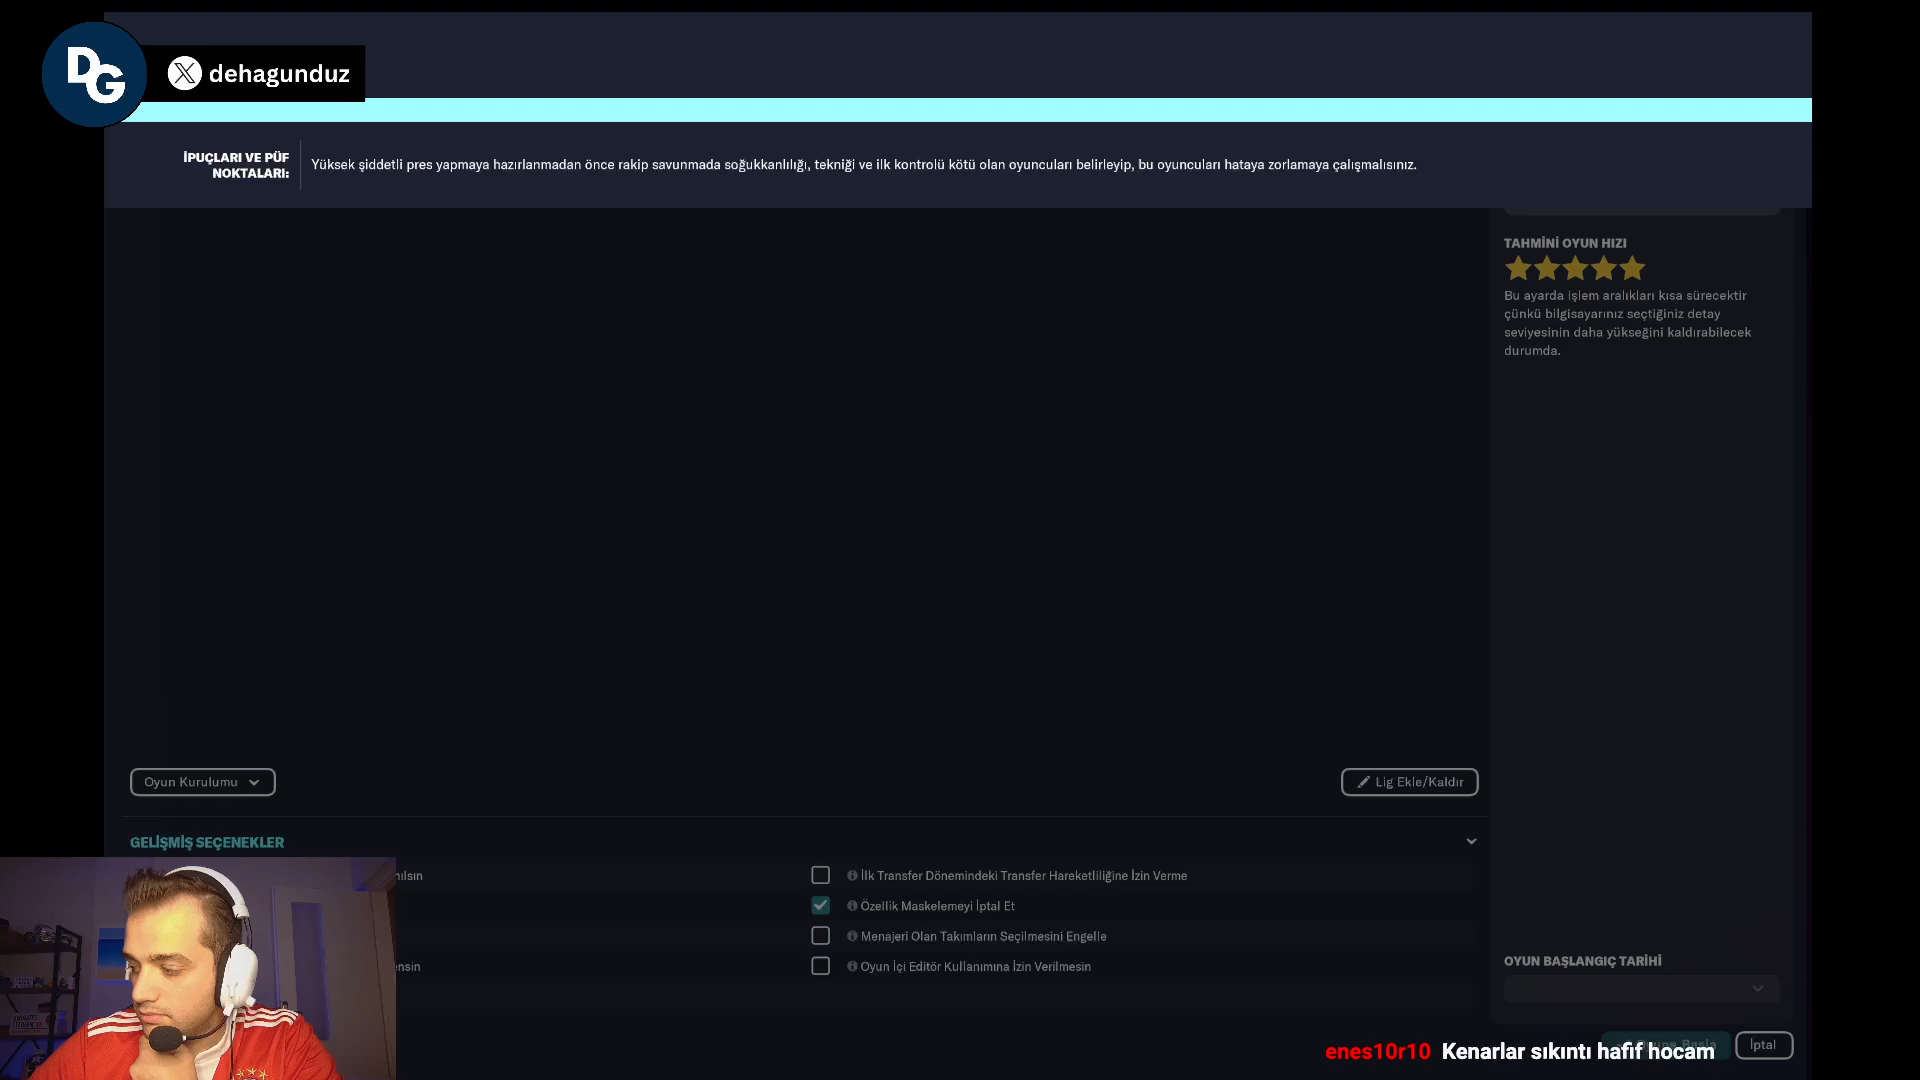 DG
dehagunduz
İPUÇLARI VE PÜF
NOKTALARI:
Yüksek şiddetli pres yapmaya hazırlanmadan önce rakip savunmada soğukkanlılığı, tekniği ve ilk kontrolü kötü olan oyuncuları belirleyip, bu oyuncuları hataya zorlamaya çalışmalısınız.
TAHMİNİ OYUN HIZI
Bu ayarda işlem aralıkları kısa sürecektir
çünkü bilgisayarınız seçtiğiniz detay
seviyesinin daha yükseğini kaldırabilecek
durumda.
Oyun Kurulumu
Lig Ekle/Kaldır
GELİŞMİŞ SEÇENEKLER
İlk Transfer Dönemindeki Transfer Hareketliliğine İzin Verme
Özellik Maskelemeyi İptal Et
Menajeri Olan Takımların Seçilmesini Engelle
Oyun İçi Editör Kullanımına İzin Verilmesin
OYUN BAŞLANGIÇ TARİHİ
İptal
enes10r10 Kenarlar sıkıntı hafif hocam